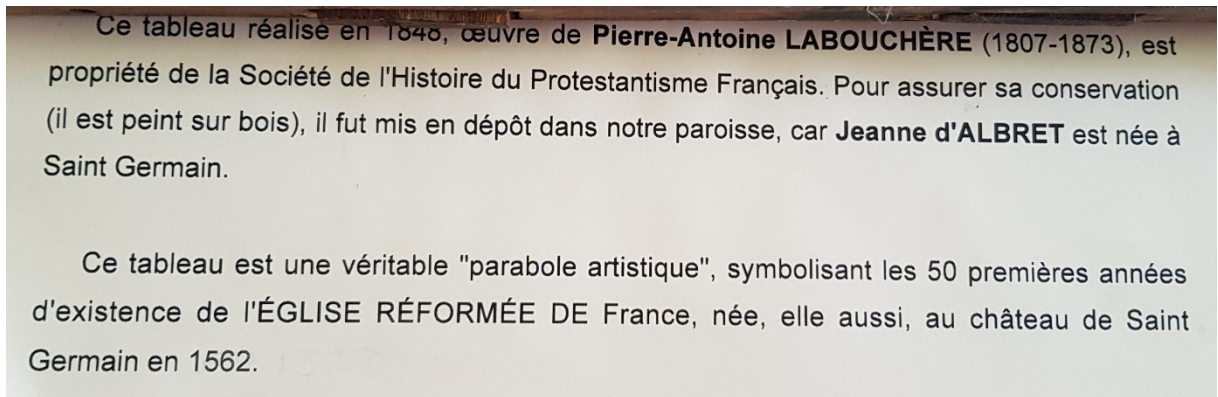 Ce tableau réalisé en 1848, œuvre de Pierre-Antoine LABOUCHÈRE (1807-1873), est
propriété de la Société de l'Histoire du Protestantisme Français. Pour assurer sa conservation
(il est peint sur bois), il fut mis en dépôt dans notre paroisse, car Jeanne d'ALBRET est née à
Saint Germain.
Ce tableau est une véritable "parabole artistique", symbolisant les 50 premières années
d'existence de l'ÉGLISE RÉFORMÉE DE France, née, elle aussi, au château de Saint
Germain en 1562.